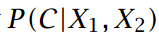 P(C|X₁, X₂)